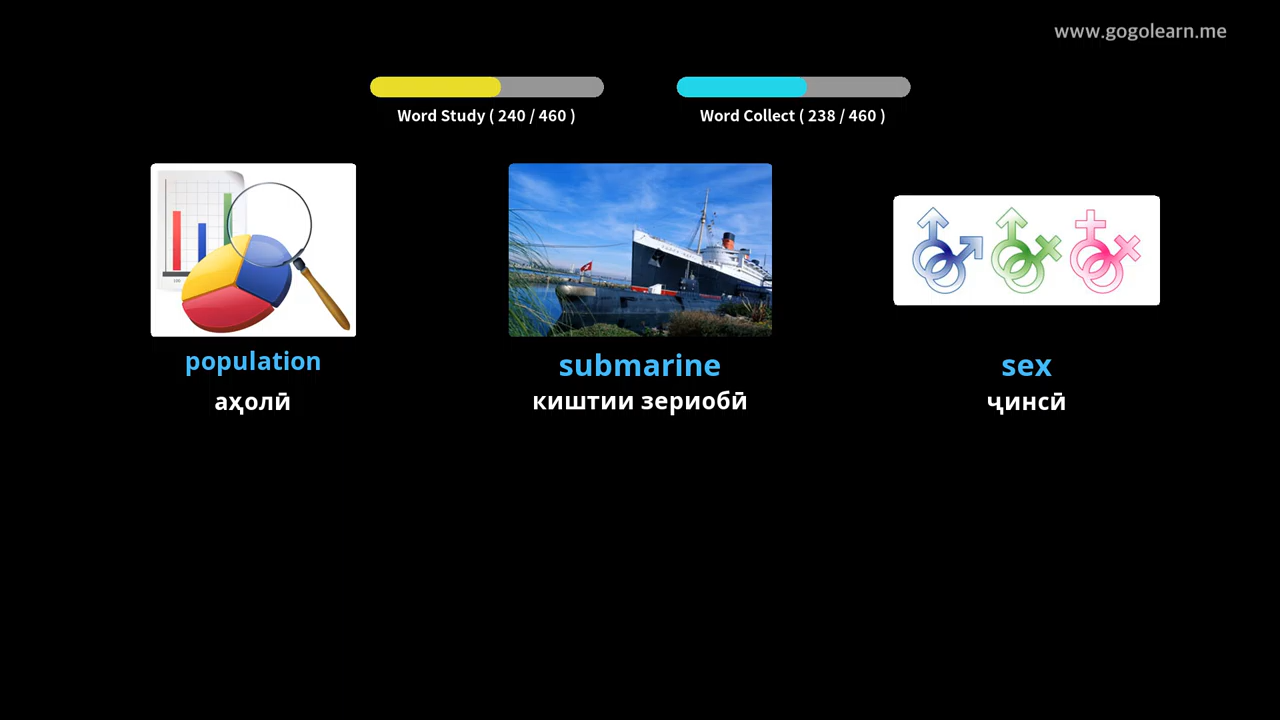 www.gogolearn.me
Word Study ( 240 / 460 )
Word Collect ( 238 / 460 )
population
submarine
sex
аҳолӣ
киштии зериобӣ
ҷинсӣ